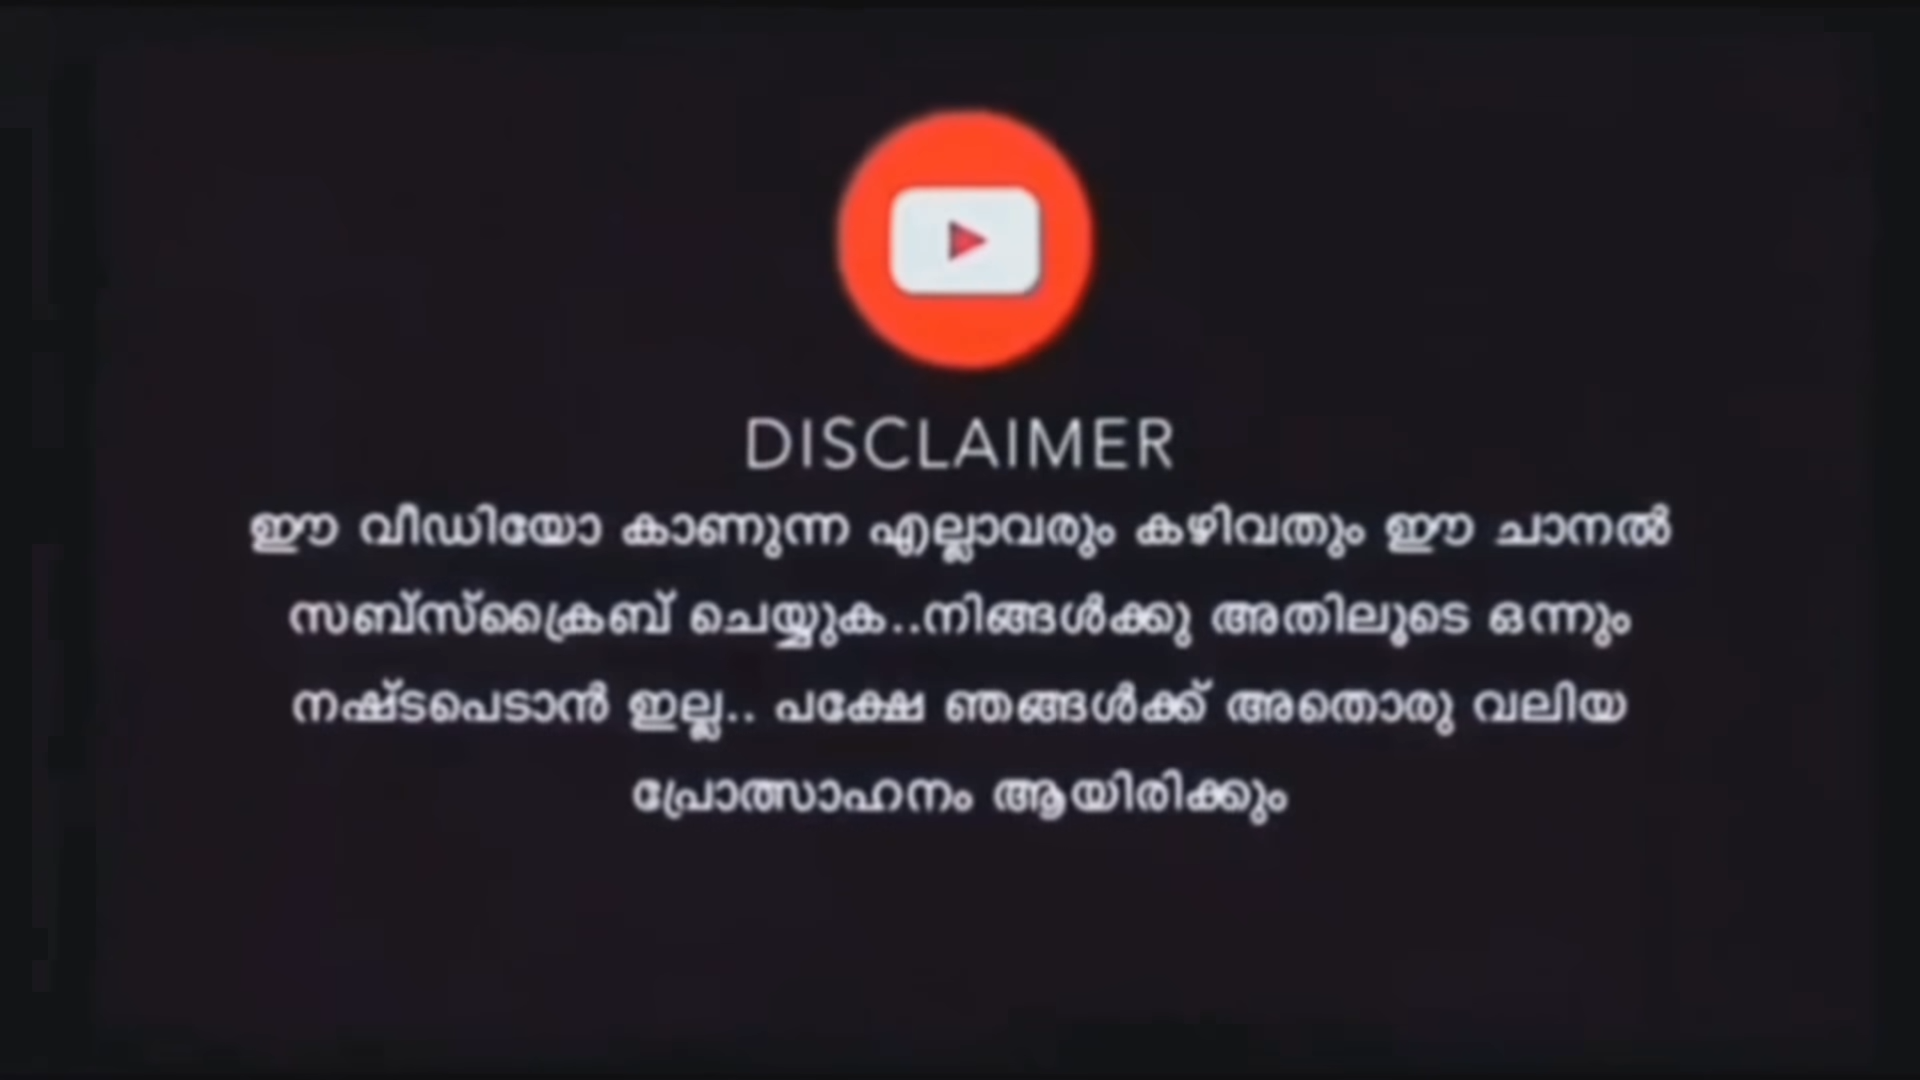 DISCLAIMER
ഈ വീഡിയോ കാണുന്ന എല്ലാവരും കഴിവതും ഈ ചാനൽ
സബ്സ്ക്രൈബ് ചെയ്യുക..നിങ്ങൾക്കു അതിലൂടെ ഒന്നും
നഷ്ടപെടാൻ ഇല്ല.. പക്ഷേ ഞങ്ങൾക്ക് അതൊരു വലിയ
പ്രോത്സാഹനം ആയിരിക്കും